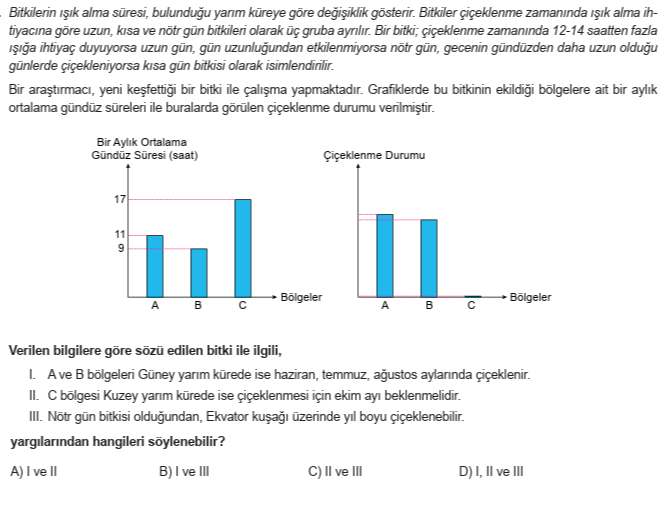 Bitkilerin ışık alma süresi, bulunduğu yarım küreye göre değişiklik gösterir. Bitkiler çiçeklenme zamanında ışık alma ih-
tiyacına göre uzun, kısa ve nötr gün bitkileri olarak üç gruba ayrılır. Bir bitki; çiçeklenme zamanında 12-14 saatten fazla
ışığa ihtiyaç duyuyorsa uzun gün, gün uzunluğundan etkilenmiyorsa nötr gün, gecenin gündüzden daha uzun olduğu
günlerde çiçekleniyorsa kısa gün bitkisi olarak isimlendirilir.
Bir araştırmacı, yeni keşfettiği bir bitki ile çalışma yapmaktadır. Grafiklerde bu bitkinin ekildiği bölgelere ait bir aylık
ortalama gündüz süreleri ile buralarda görülen çiçeklenme durumu verilmiştir.
Bir Aylık Ortalama
Gündüz Süresi (saat)
17
11
9
A B C
Bölgeler
Çiçeklenme Durumu
A B C
Bölgeler
Verilen bilgilere göre sözü edilen bitki ile ilgili,
I. A ve B bölgeleri Güney yarım kürede ise haziran, temmuz, ağustos aylarında çiçeklenir.
II. C bölgesi Kuzey yarım kürede ise çiçeklenmesi için ekim ayı beklenmelidir.
III. Nötr gün bitkisi olduğundan, Ekvator kuşağı üzerinde yıl boyu çiçeklenebilir.
yargılarından hangileri söylenebilir?
A) I ve II B) I ve III C) II ve III D) I, II ve III